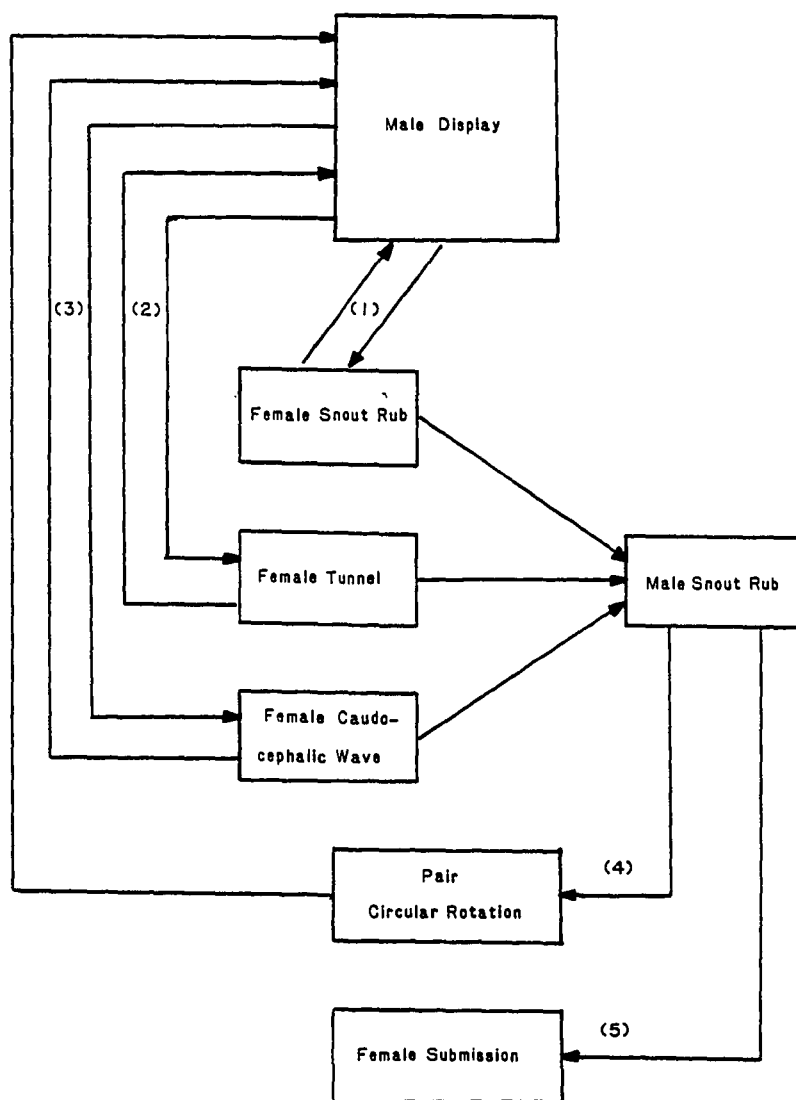 Male Display
(3)
(2)
(1)
Female Snout Rub
Female Tunnel
Male Snout Rub
Female Caudo-
cephalic Wave
Pair
Circular Rotation
(4)
Female Submission
(5)